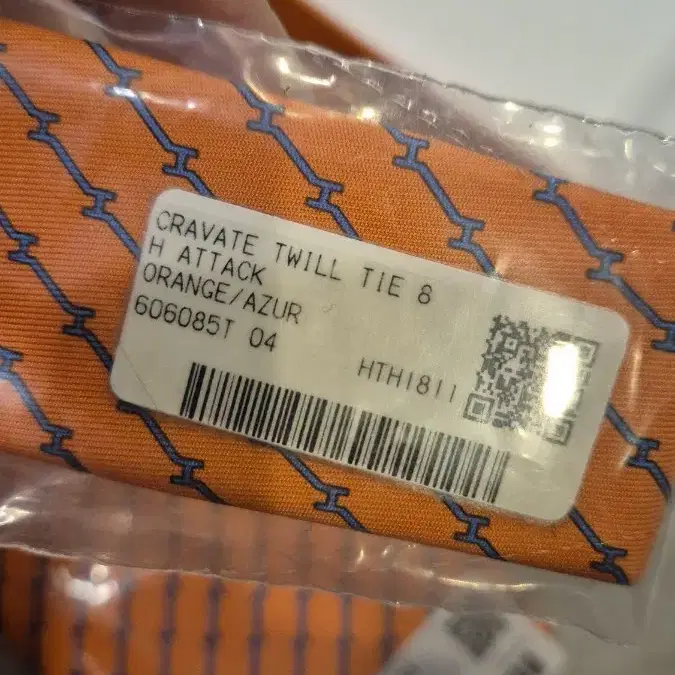 CRAVATE TWILL TIE 8
H ATTACK
ORANGE/AZUR
606085T 04
HTH1811